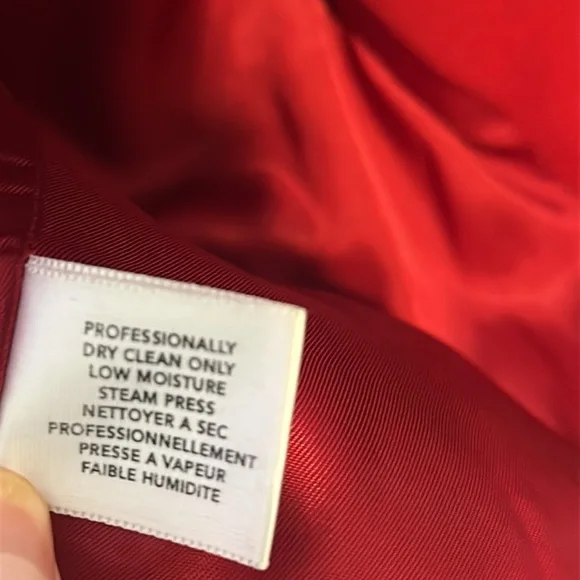 PROFESSIONALLY
DRY CLEAN ONLY
LOW MOISTURE
STEAM PRESS
NETTOYER A SEC
PROFESSIONNELLEMENT
PRESSE A VAPEUR
FAIBLE HUMIDITE